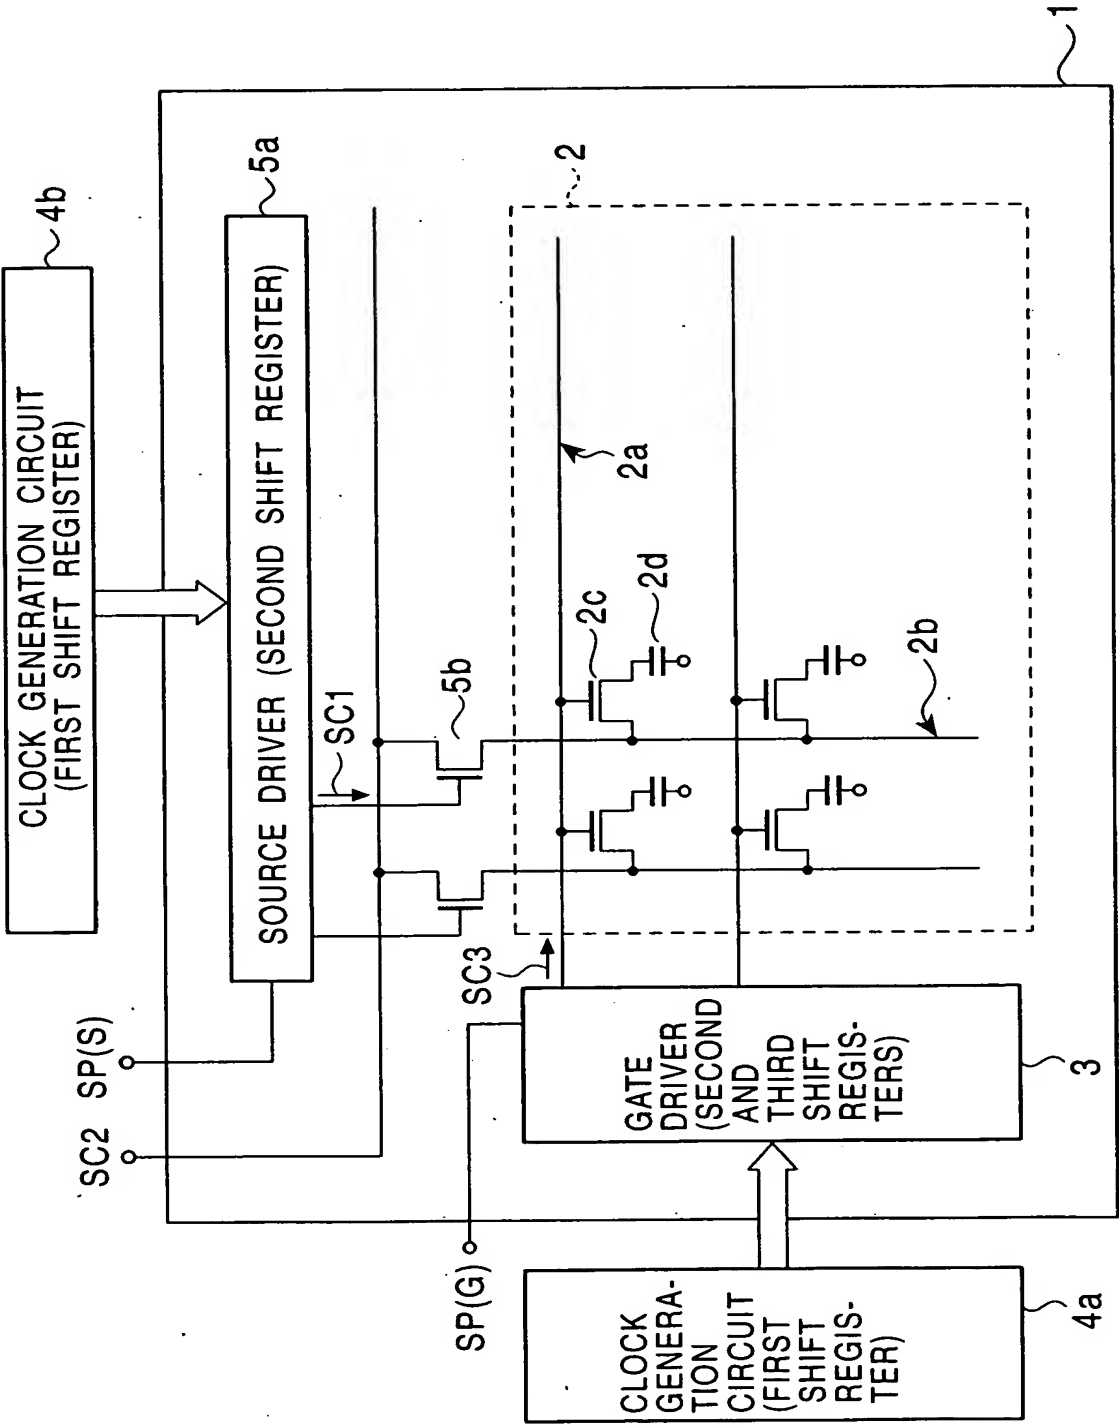 CLOCK GENERATION CIRCUIT
(FIRST SHIFT REGISTER)
4b
SOURCE DRIVER (SECOND SHIFT REGISTER)
5a
1
SP(S)
SC2
SC1
5b
2
2a
2c
2d
2b
SC3
SP(G)
GATE
DRIVER
(SECOND
AND
THIRD
SHIFT
REGIS-
TERS)
3
CLOCK
GENERA-
TION
CIRCUIT
(FIRST
SHIFT
REGIS-
TER)
4a